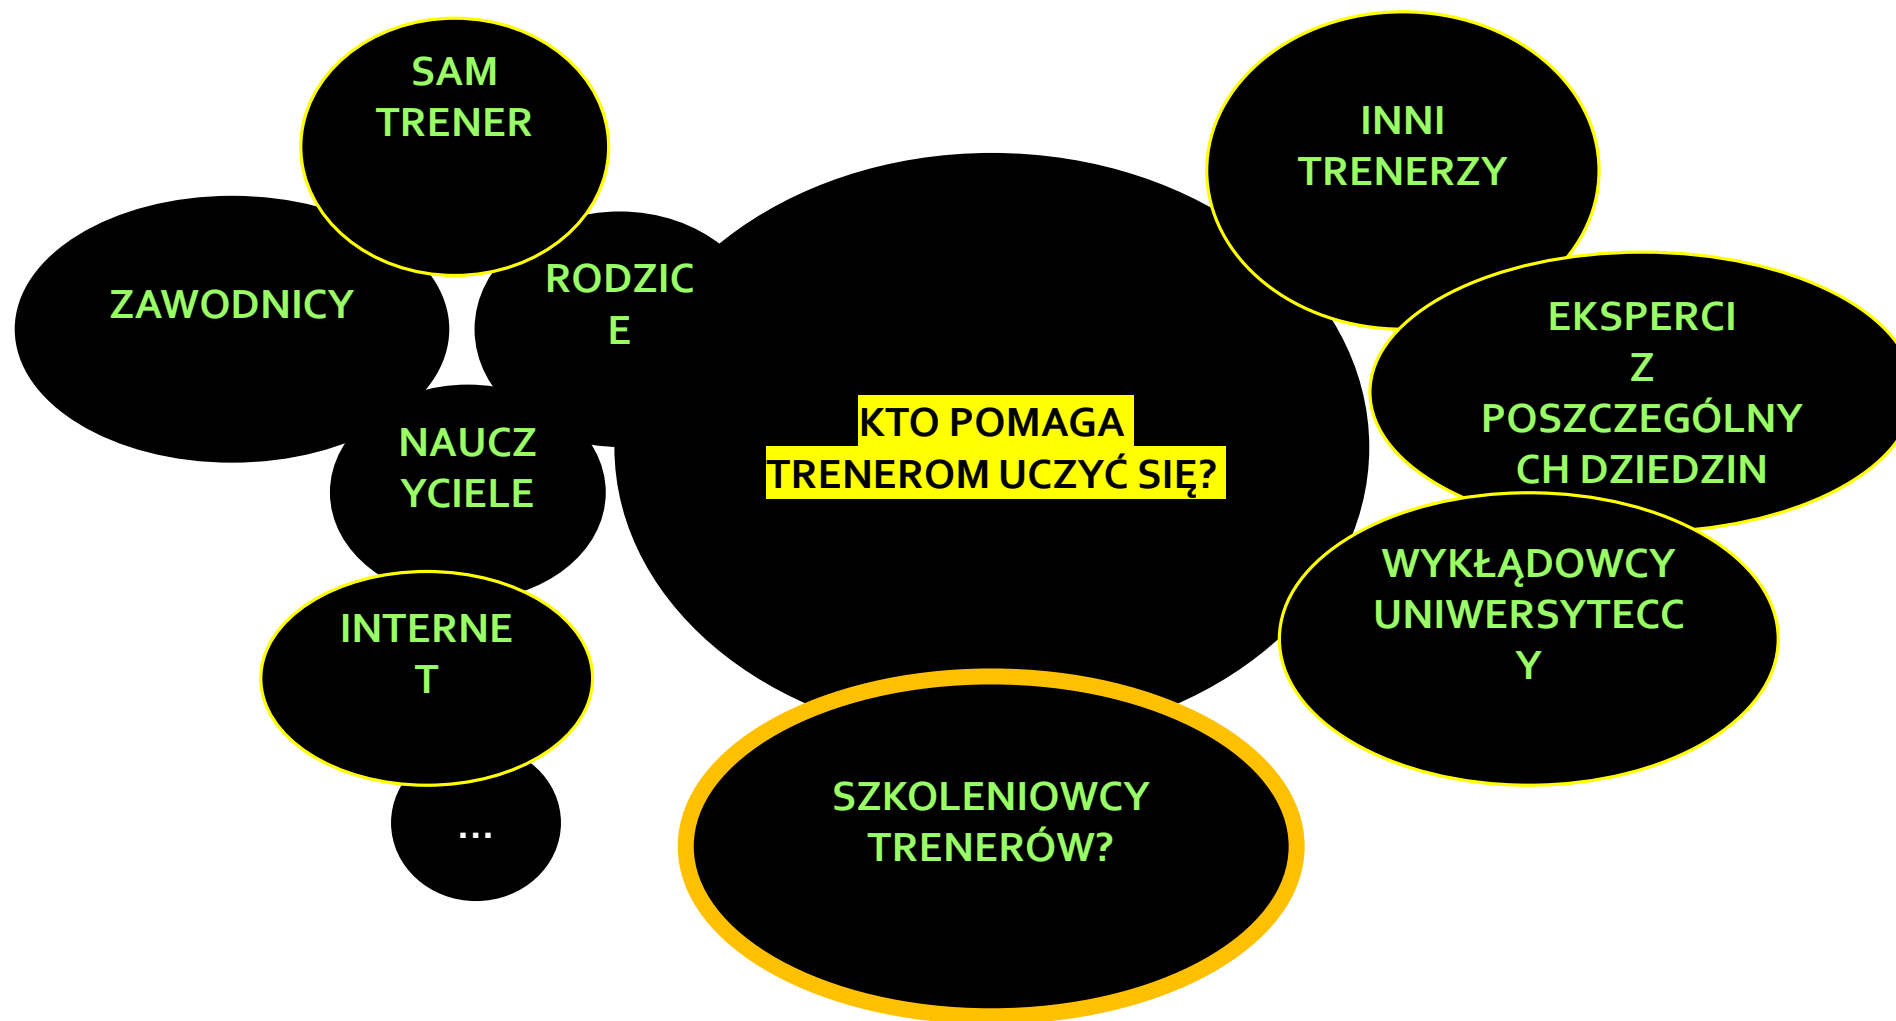 SAM
TRENER
INNI
TRENERZY
ZAWODNICY
RODZIC
E
EKSPERCI
Z
POSZCZEGÓLNY
CH DZIEDZIN
KTO POMAGA
TRENEROM UCZYĆ SIĘ?
NAUCZ
YCIELE
WYKŁĄDOWCY
UNIWERSYTECC
Y
INTERNE
T
SZKOLENIOWCY
TRENERÓW?
...